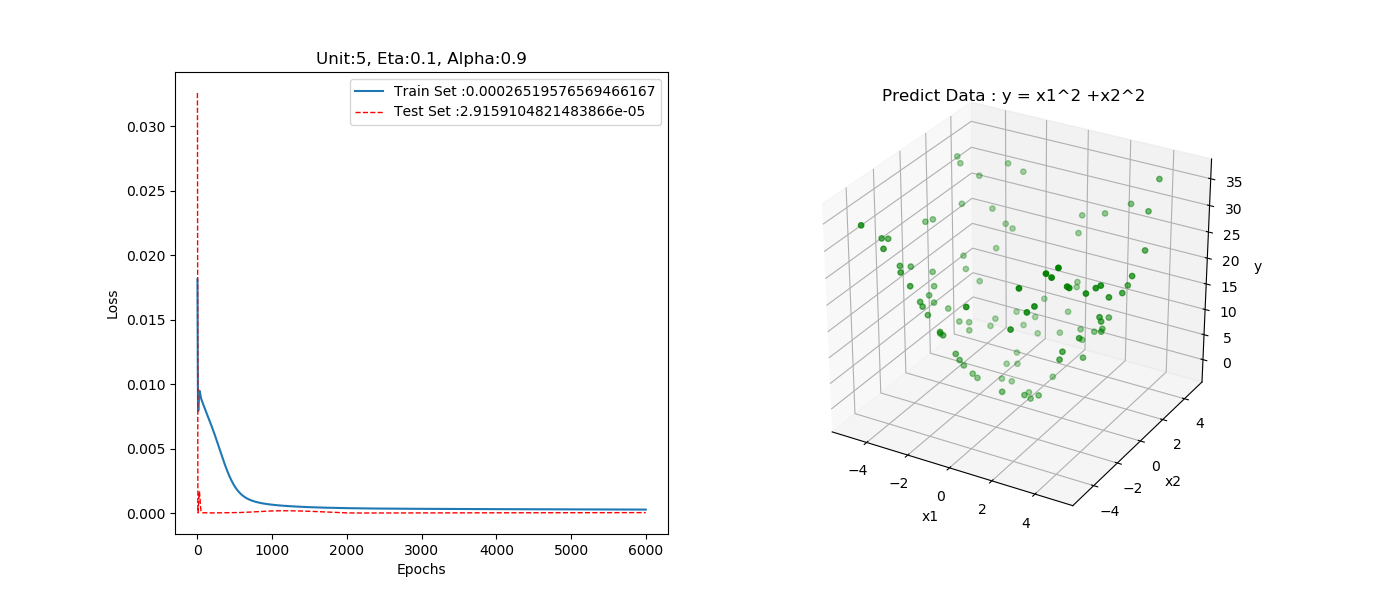 Unit:5, Eta:0.1, Alpha:0.9
Train Set :0.00026519576569466167
Test Set :2.9159104821483866e-05
0.030
0.025
0.020
0.015
0.010
0.005
0.000
Loss
0 1000 2000 3000 4000 5000 6000
Epochs
Predict Data : y = x1^2 +x2^2
35
30
25
20
15
10
5
0
y
4
2
0
−2
−4
x2
−4
−2
0
2
4
x1